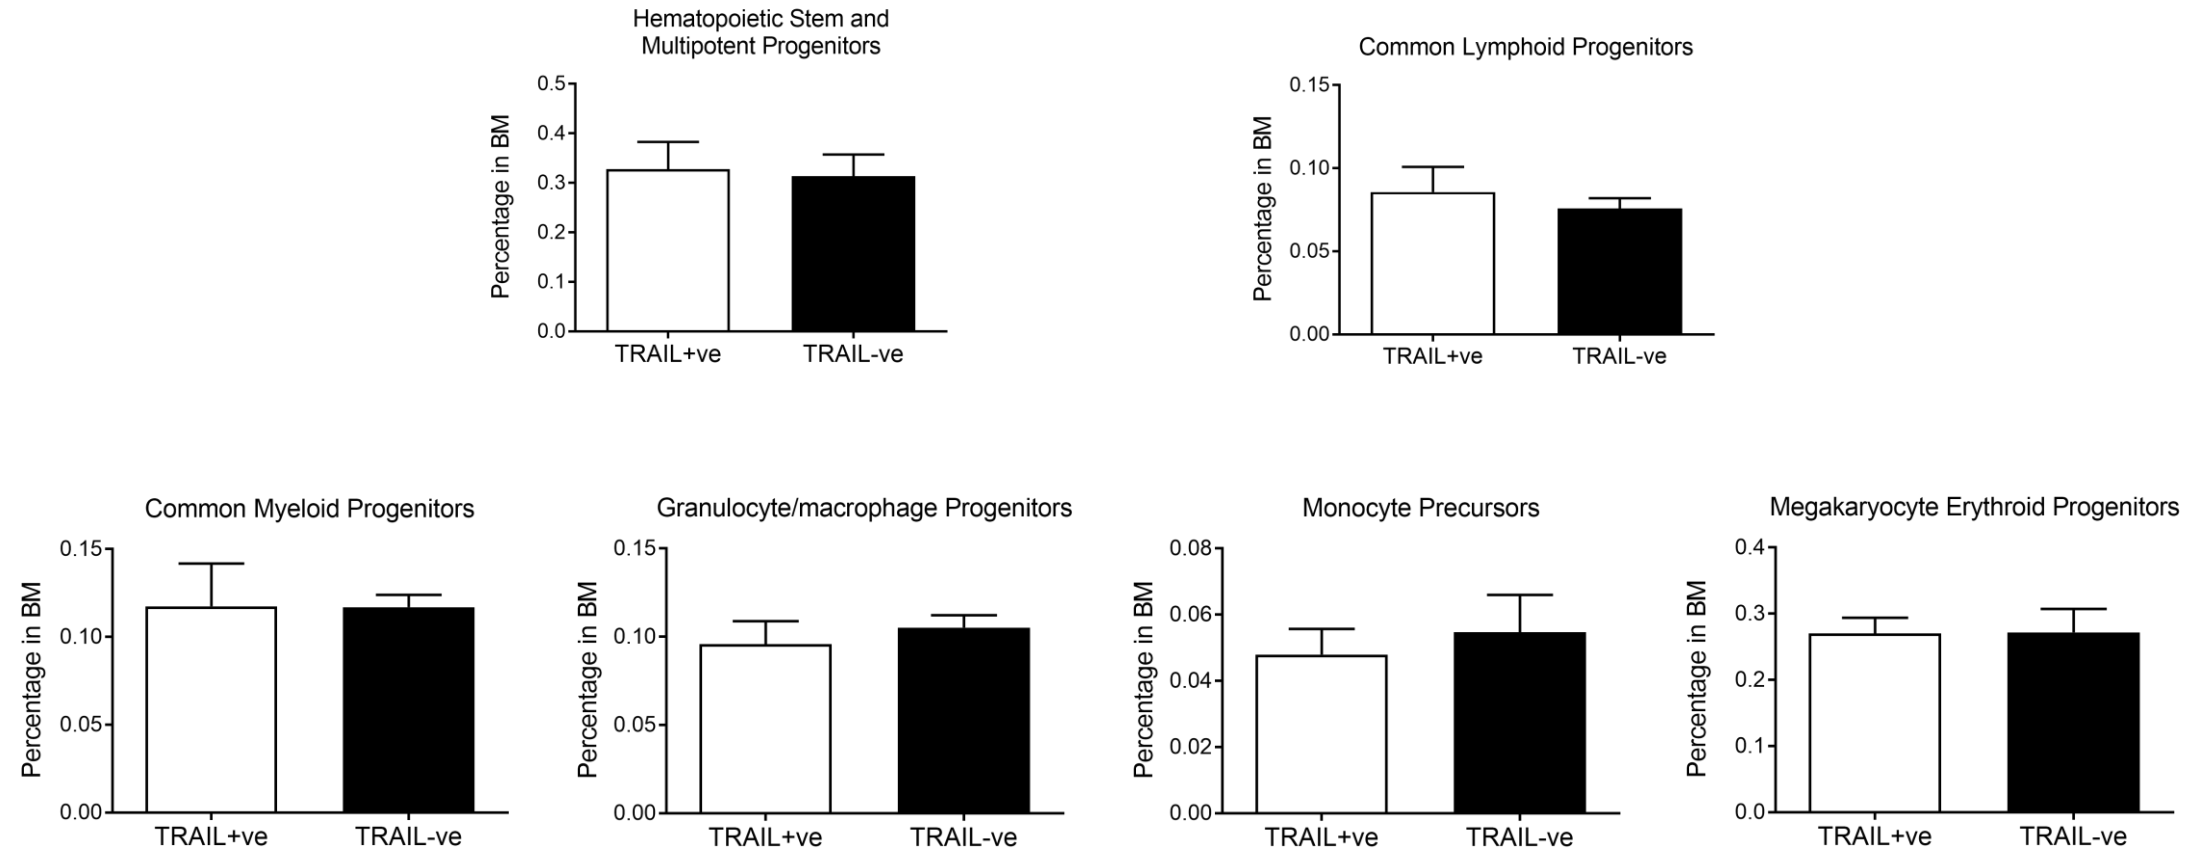 Hematopoietic Stem and
Multipotent Progenitors
Percentage in BM
0.5
0.4
0.3
0.2
0.1
0.0
TRAIL+ve
TRAIL-ve
Common Lymphoid Progenitors
Percentage in BM
0.15
0.10
0.05
0.00
TRAIL+ve
TRAIL-ve
Common Myeloid Progenitors
Percentage in BM
0.15
0.10
0.05
0.00
TRAIL+ve
TRAIL-ve
Granulocyte/macrophage Progenitors
Percentage in BM
0.15
0.10
0.05
0.00
TRAIL+ve
TRAIL-ve
Monocyte Precursors
Percentage in BM
0.08
0.06
0.04
0.02
0.00
TRAIL+ve
TRAIL-ve
Megakaryocyte Erythroid Progenitors
Percentage in BM
0.4
0.3
0.2
0.1
0.0
TRAIL+ve
TRAIL-ve